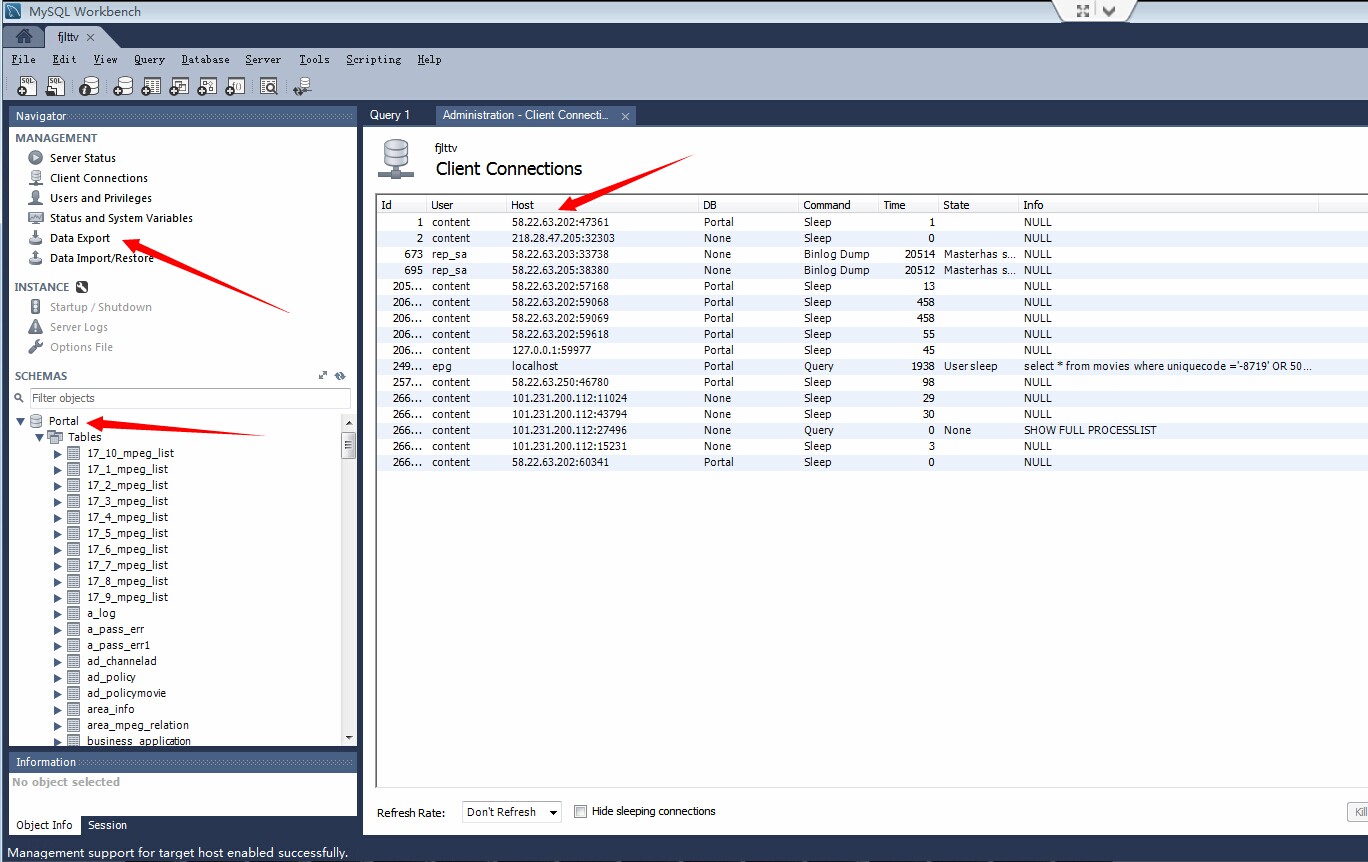 MySQL Workbench
fjlttv
File Edit View Query Database Server Tools Scripting Help
Navigator
MANAGEMENT
Server Status
Client Connections
Users and Privileges
Status and System Variables
Data Export
Data Import/Restore
INSTANCE
Startup / Shutdown
Server Logs
Options File
SCHEMAS
Filter objects
Portal
Tables
17_10_mpeg_list
17_1_mpeg_list
17_2_mpeg_list
17_3_mpeg_list
17_4_mpeg_list
17_5_mpeg_list
17_6_mpeg_list
17_7_mpeg_list
17_8_mpeg_list
17_9_mpeg_list
a_log
a_pass_err
a_pass_err1
ad_channelad
ad_policy
ad_policymovie
area_info
area_mpeg_relation
business_application
Information
No object selected
Object Info Session
Management support for target host enabled successfully.
Query 1 Administration - Client Connecti...
fjlttv
Client Connections
Id User Host DB Command Time State Info
1 content 58.22.63.202:47361 Portal Sleep 1 NULL
2 content 218.28.47.205:32303 None Sleep 0 NULL
673 rep_sa 58.22.63.203:33738 None Binlog Dump 20514 Masterhas s... NULL
695 rep_sa 58.22.63.205:38380 None Binlog Dump 20512 Masterhas s... NULL
205... content 58.22.63.202:57168 Portal Sleep 13 NULL
206... content 58.22.63.202:59068 Portal Sleep 458 NULL
206... content 58.22.63.202:59069 Portal Sleep 458 NULL
206... content 58.22.63.202:59618 Portal Sleep 55 NULL
206... content 127.0.0.1:59977 Portal Sleep 45 NULL
249... epg localhost Portal Query 1938 User sleep select * from movies where uniquecode ='-8719' OR 50...
257... content 58.22.63.250:46780 Portal Sleep 98 NULL
266... content 101.231.200.112:11024 None Sleep 29 NULL
266... content 101.231.200.112:43794 None Sleep 30 NULL
266... content 101.231.200.112:27496 None Query 0 None SHOW FULL PROCESSLIST
266... content 101.231.200.112:15231 None Sleep 3 NULL
266... content 58.22.63.202:60341 Portal Sleep 0 NULL
Refresh Rate: Don't Refresh Hide sleeping connections Kill